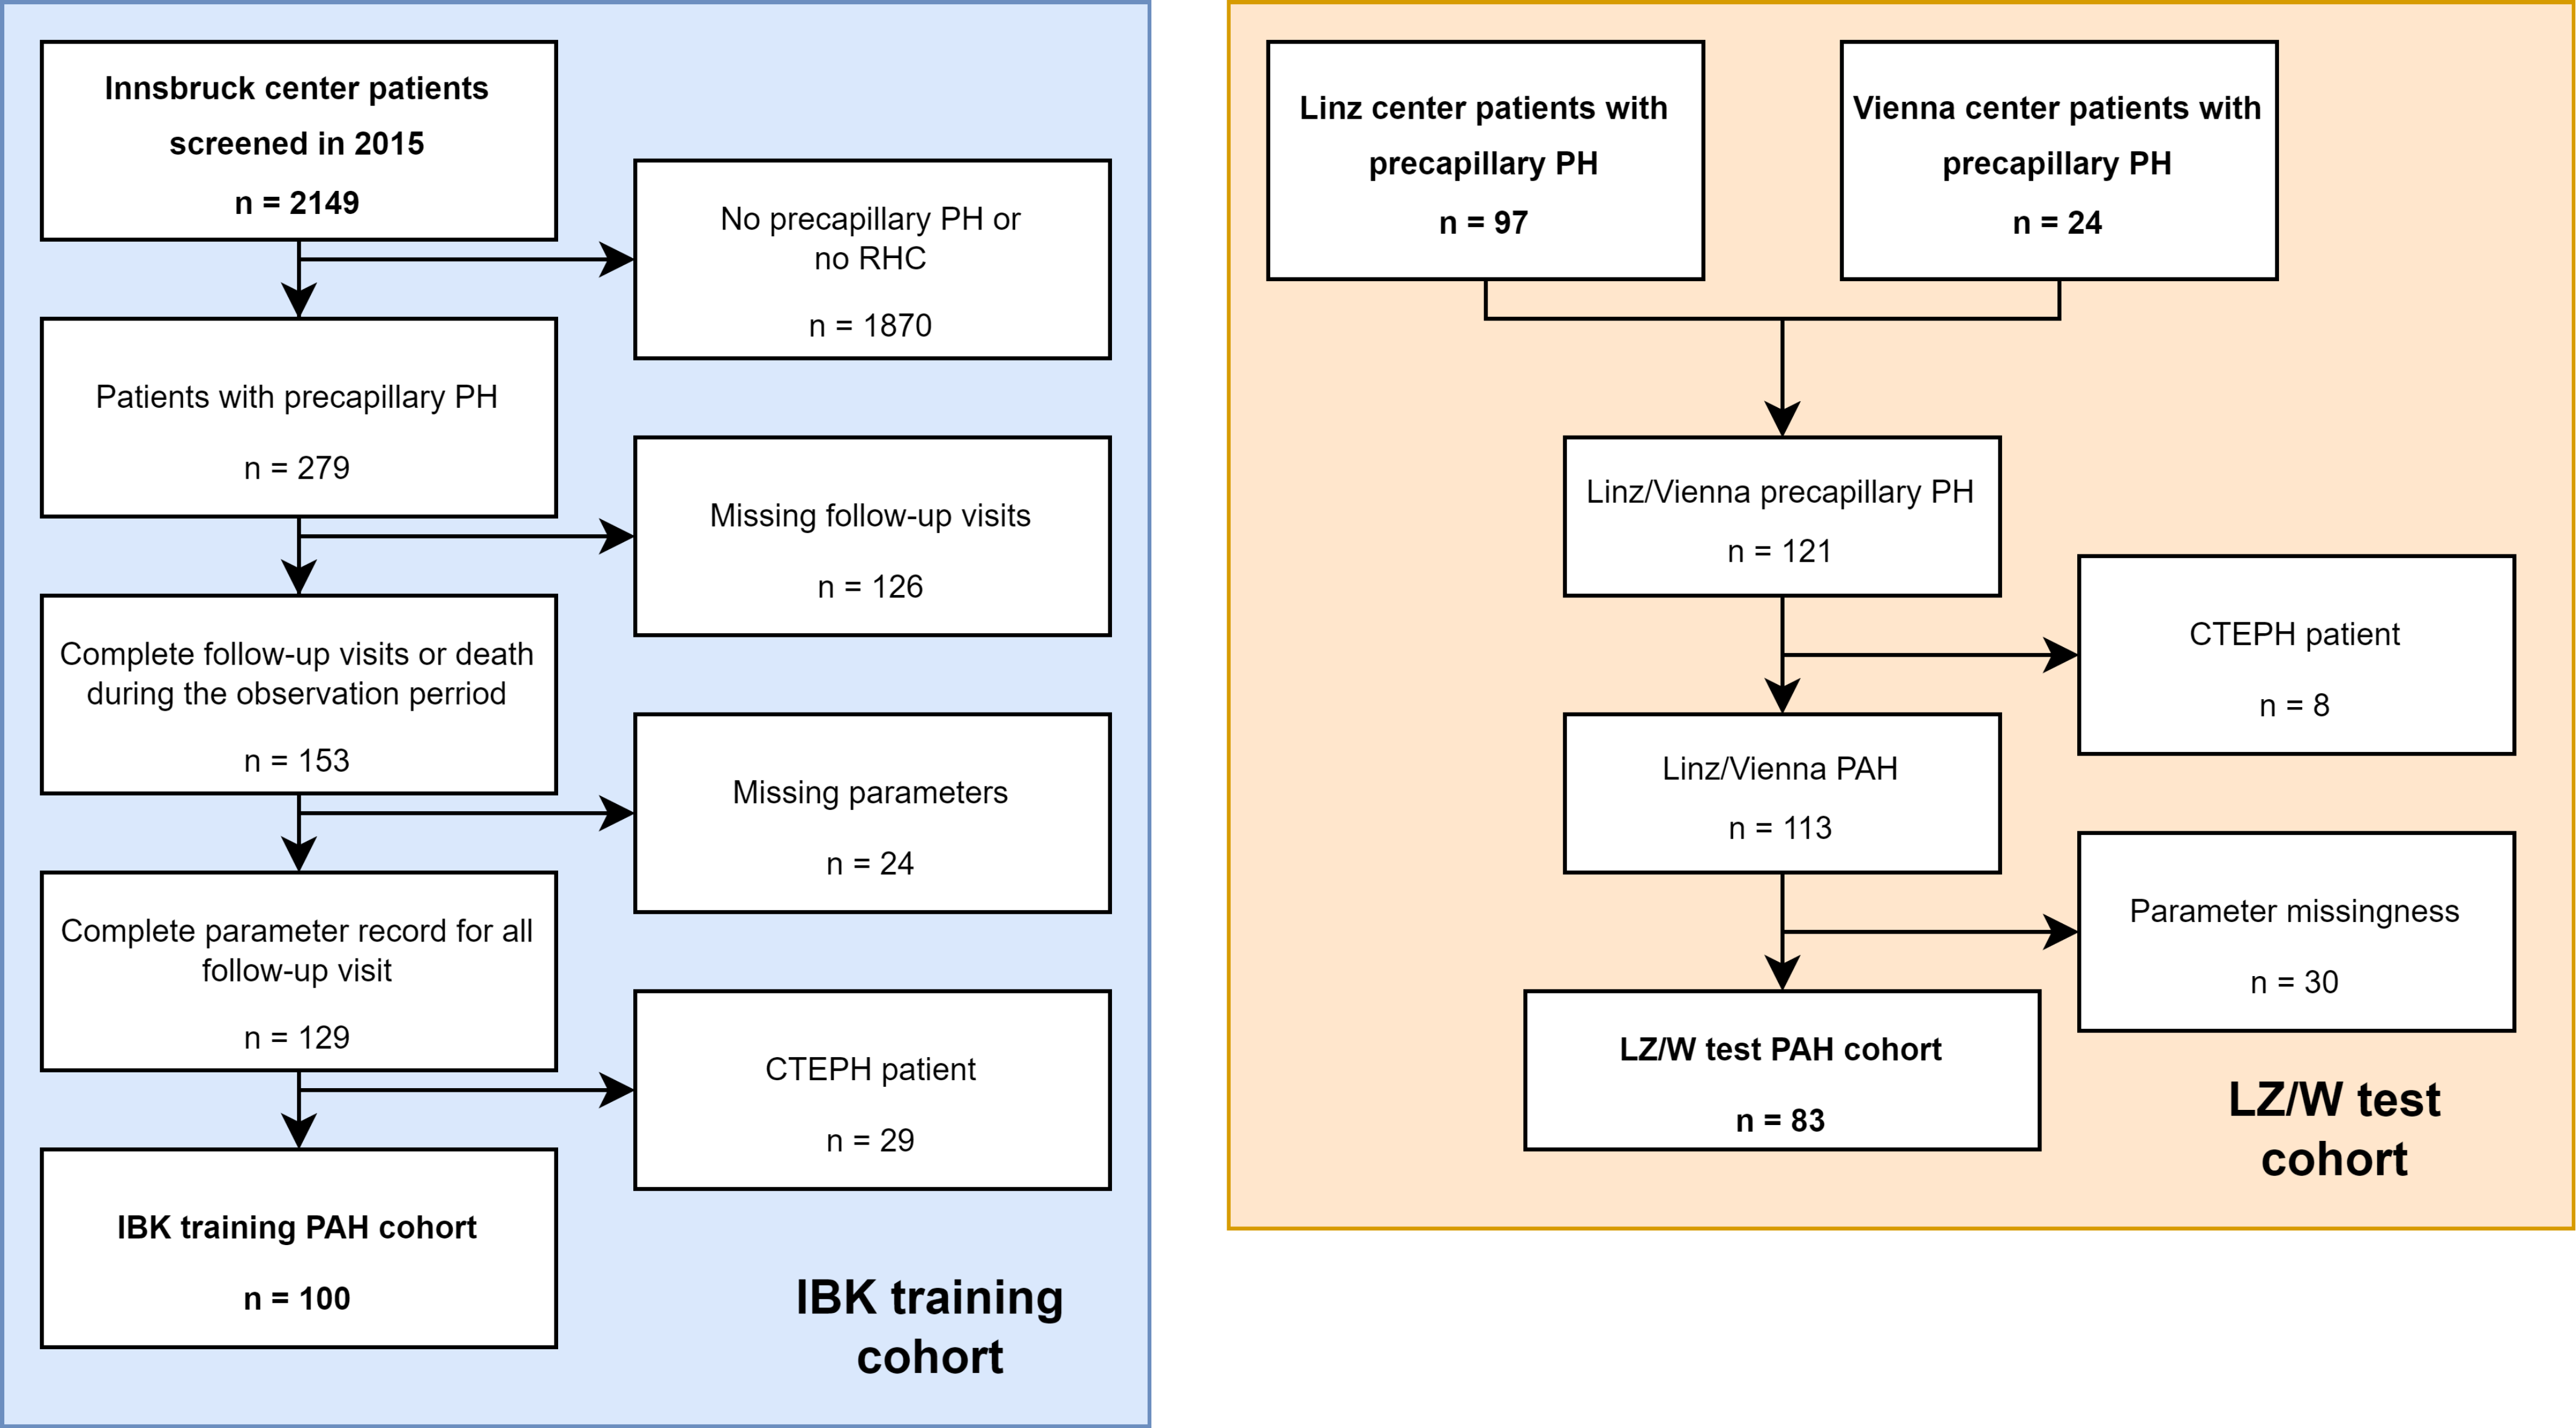 Innsbruck center patients
screened in 2015
n = 2149
No precapillary PH or
no RHC
n = 1870
Patients with precapillary PH
n = 279
Missing follow-up visits
n = 126
Complete follow-up visits or death
during the observation perriod
n = 153
Missing parameters
n = 24
Complete parameter record for all
follow-up visit
n = 129
CTEPH patient
n = 29
IBK training PAH cohort
n = 100
IBK training
cohort
Linz center patients with
precapillary PH
n = 97
Vienna center patients with
precapillary PH
n = 24
Linz/Vienna precapillary PH
n = 121
CTEPH patient
n = 8
Linz/Vienna PAH
n = 113
Parameter missingness
n = 30
LZ/W test PAH cohort
n = 83
LZ/W test
cohort